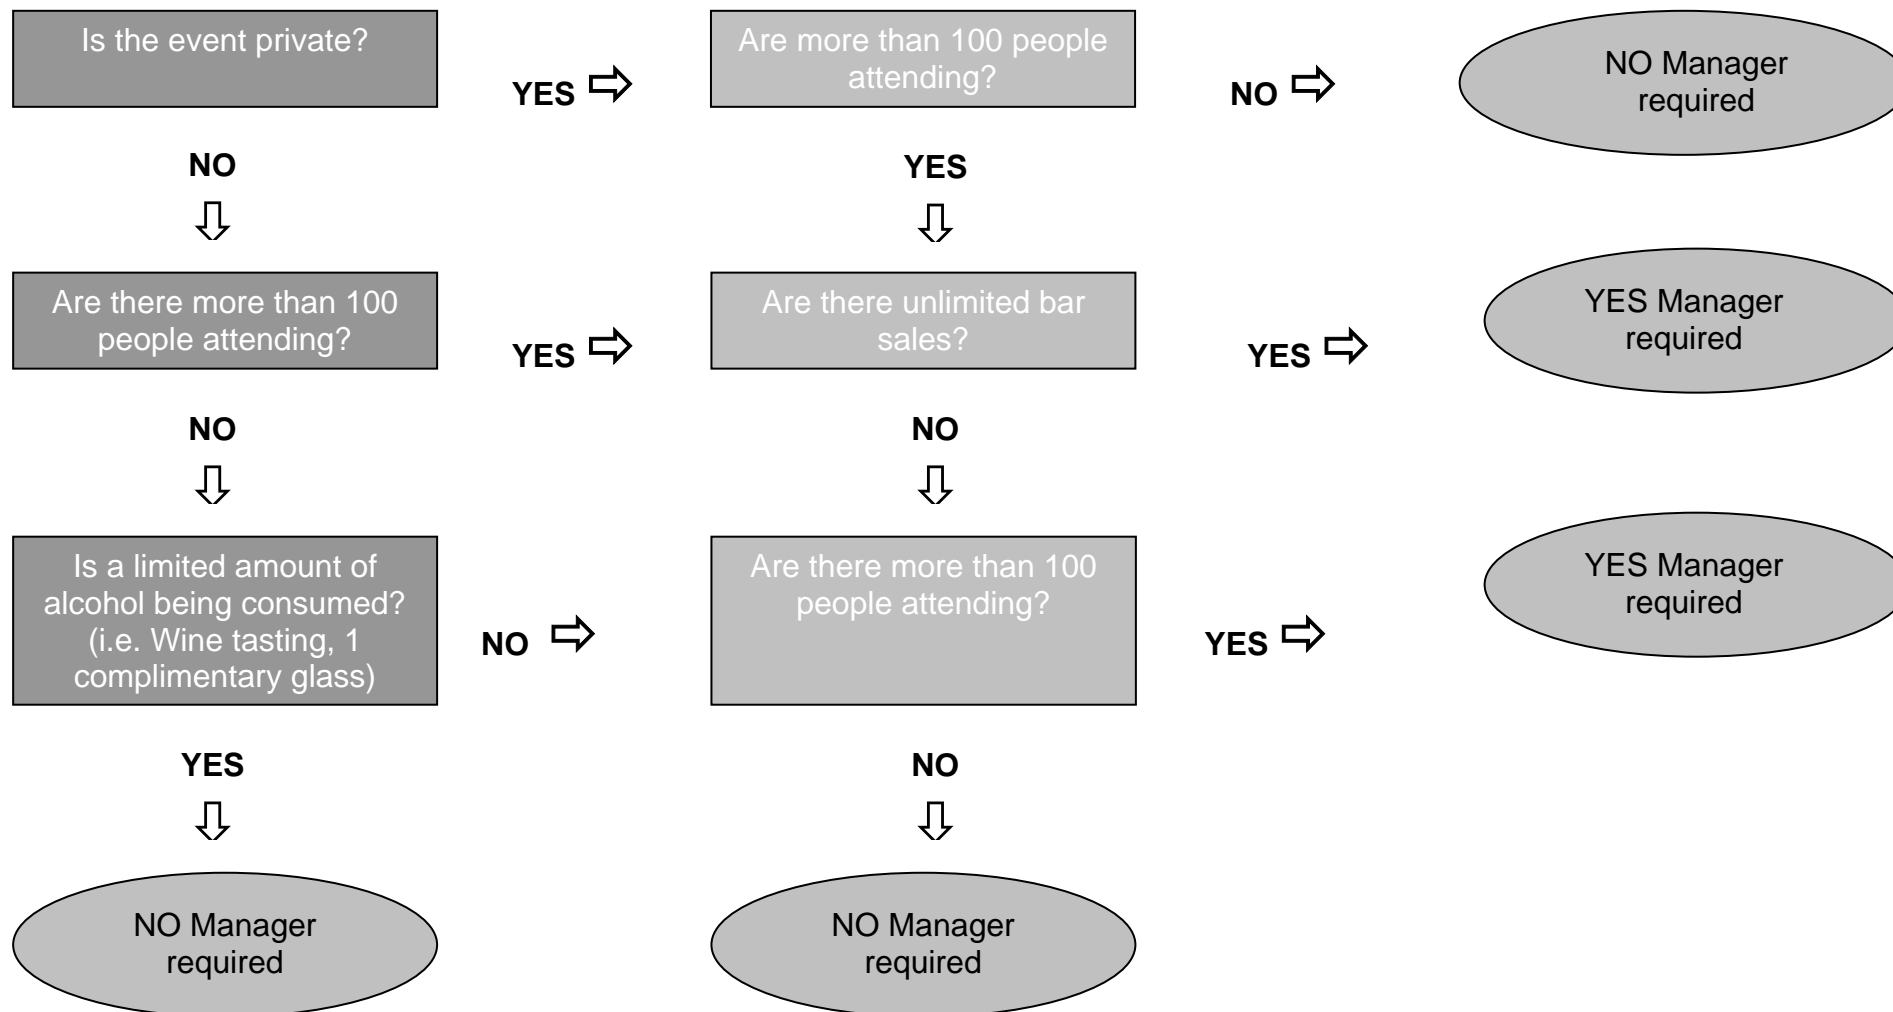 Is the event private?
YES
Are more than 100 people
attending?
NO
NO Manager
required
NO
YES
Are there more than 100
people attending?
YES
Are there unlimited bar
sales?
YES
YES Manager
required
NO
NO
Is a limited amount of
alcohol being consumed?
(i.e. Wine tasting, 1
complimentary glass)
NO
Are there more than 100
people attending?
YES
YES Manager
required
YES
NO
NO Manager
required
NO Manager
required